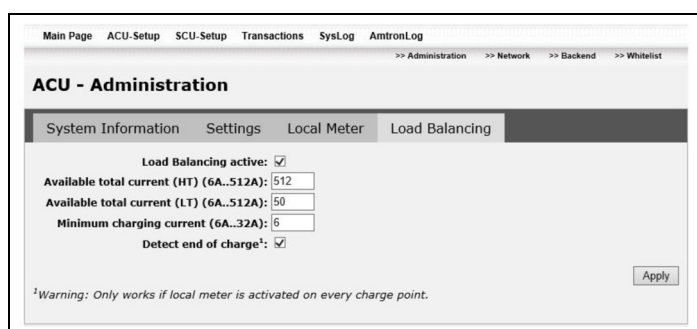 Main Page ACU-Setup SCU-Setup Transactions SysLog AmtronLog
>> Administration >> Network >> Backend >> Whitelist
ACU - Administration
System Information Settings Local Meter Load Balancing
Load Balancing active:
Available total current (HT) (6A..512A): 512
Available total current (LT) (6A..512A): 50
Minimum charging current (6A..32A): 6
Detect end of charge¹:
Apply
¹Warning: Only works if local meter is activated on every charge point.